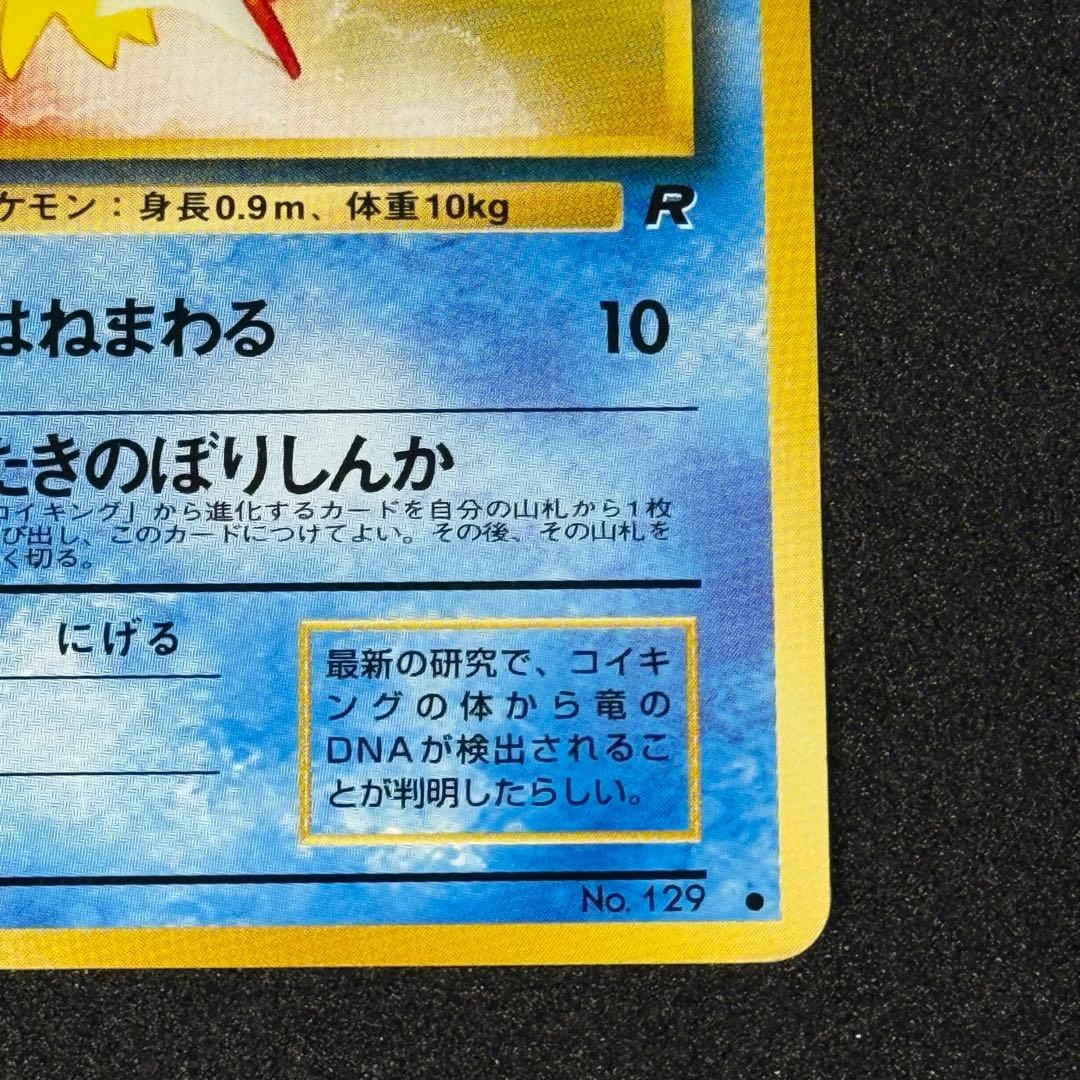 ケモン：身長0.9m、体重10kg
R
はねまわる 10
たきのぼりしんか
コイキング」から進化するカードを自分の山札から1枚
び出し、このカードにつけてよい。その後、その山札を
く切る。
にげる
最新の研究で、コイキ
ングの体から竜の
DNAが検出されるこ
とが判明したらしい。
No. 129